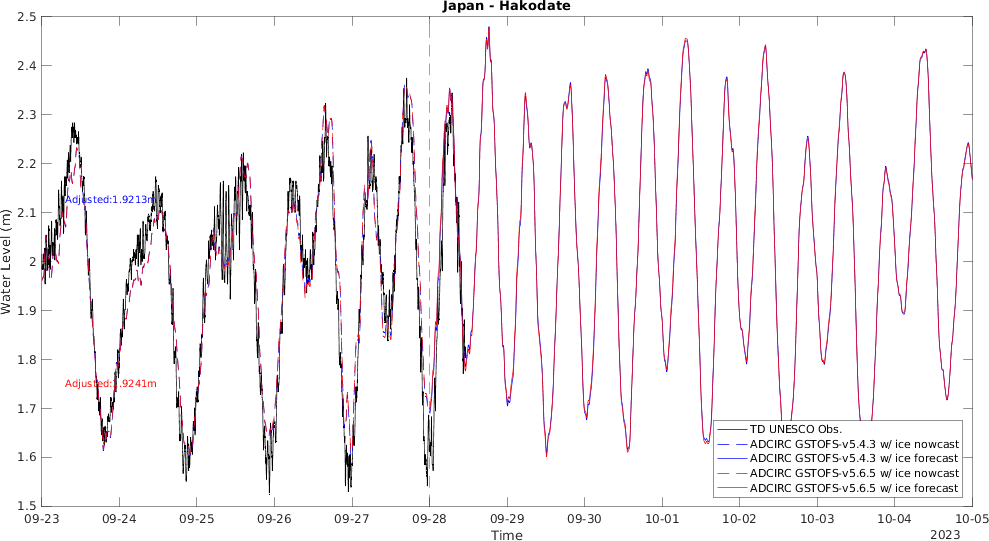 Japan - Hakodate
2.5
2.4
2.3
2.2
2.1
2
1.9
1.8
1.7
1.6
1.5
Water Level (m)
Adjusted:1.9213m
Adjusted:1.9241m
TD UNESCO Obs.
ADCIRC GSTOFS-v5.4.3 w/ ice nowcast
ADCIRC GSTOFS-v5.4.3 w/ ice forecast
ADCIRC GSTOFS-v5.6.5 w/ ice nowcast
ADCIRC GSTOFS-v5.6.5 w/ ice forecast
09-23 09-24 09-25 09-26 09-27 09-28 09-29 09-30 10-01 10-02 10-03 10-04 10-05
Time
2023